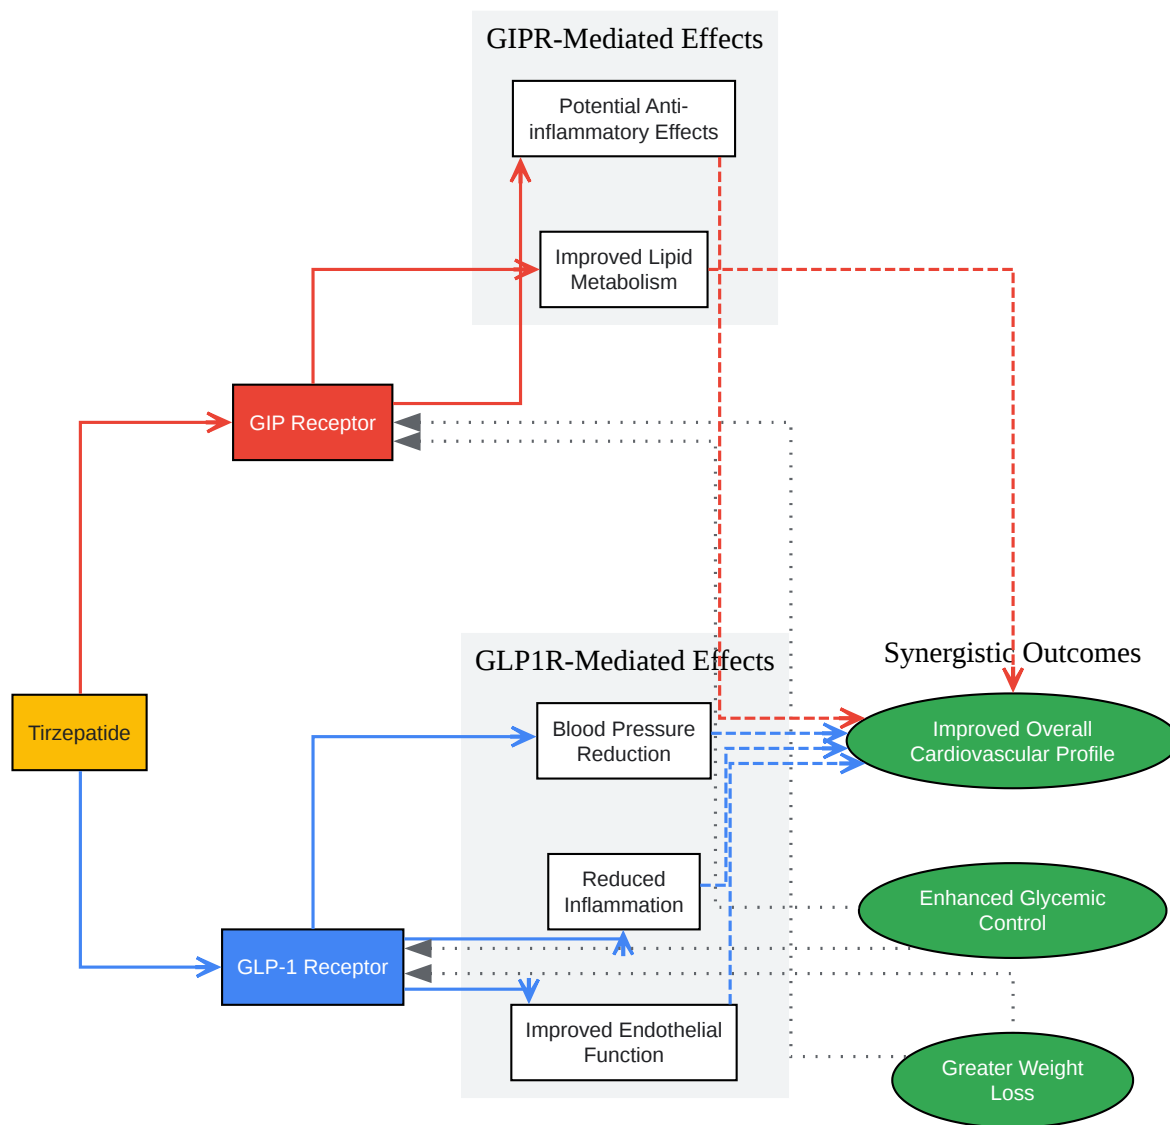 GIPR-Mediated Effects
Potential Anti-
inflammatory Effects
Improved Lipid
Metabolism
GIP Receptor
GLP1R-Mediated Effects
Synergistic Outcomes
Tirzepatide
Blood Pressure
Reduction
Improved Overall
Cardiovascular Profile
Reduced
Inflammation
Enhanced Glycemic
Control
GLP-1 Receptor
Improved Endothelial
Function
Greater Weight
Loss